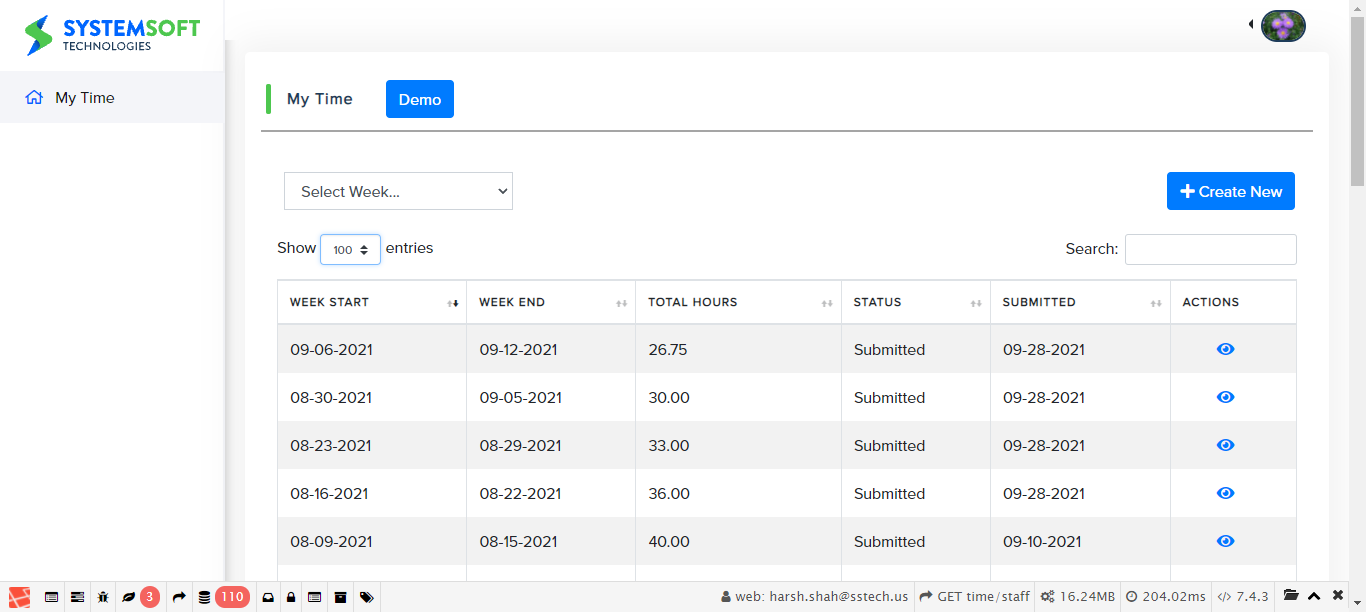 SYSTEMSOFT
TECHNOLOGIES
My Time
My Time Demo
Select Week... Create New
Show 100 entries Search:
WEEK START WEEK END TOTAL HOURS STATUS SUBMITTED ACTIONS
09-06-2021 09-12-2021 26.75 Submitted 09-28-2021
08-30-2021 09-05-2021 30.00 Submitted 09-28-2021
08-23-2021 08-29-2021 33.00 Submitted 09-28-2021
08-16-2021 08-22-2021 36.00 Submitted 09-28-2021
08-09-2021 08-15-2021 40.00 Submitted 09-10-2021
3 110 web: harsh.shah@sstech.us GET time/staff 16.24MB 204.02ms 7.4.3